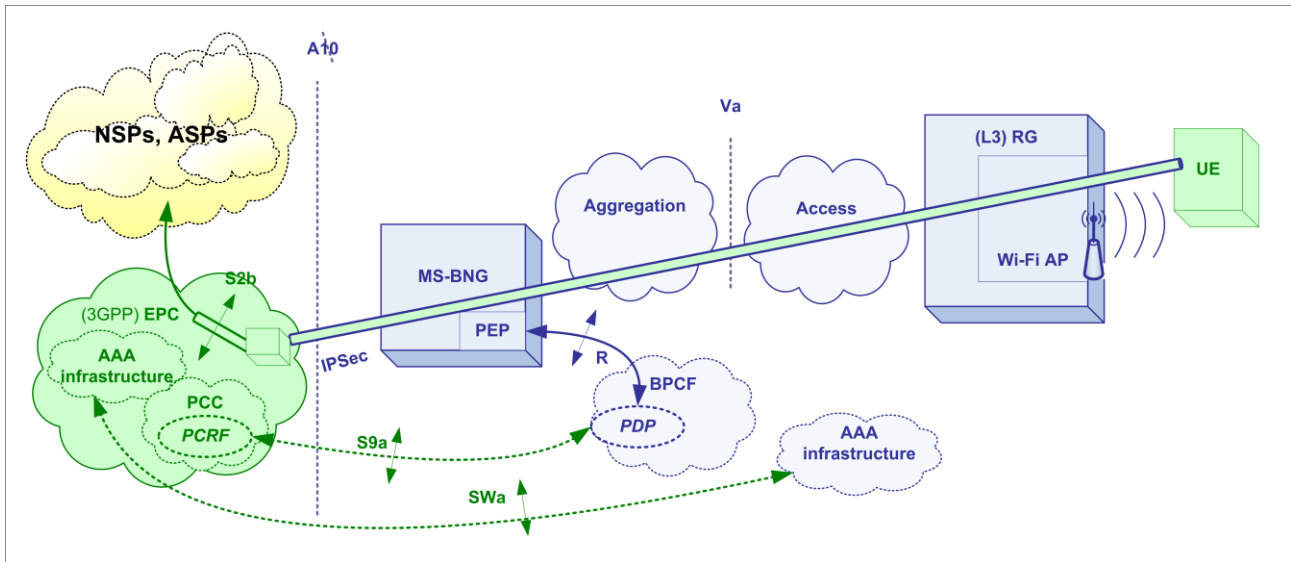 A10
Va
NSPs, ASPs
(L3) RG
UE
Aggregation
Access
Wi-Fi AP
MS-BNG
S2b
(3GPP) EPC
PEP
IPSec
R
AAA
infrastructure
BPCF
PCC
PCRF
PDP
S9a
AAA
infrastructure
SWa